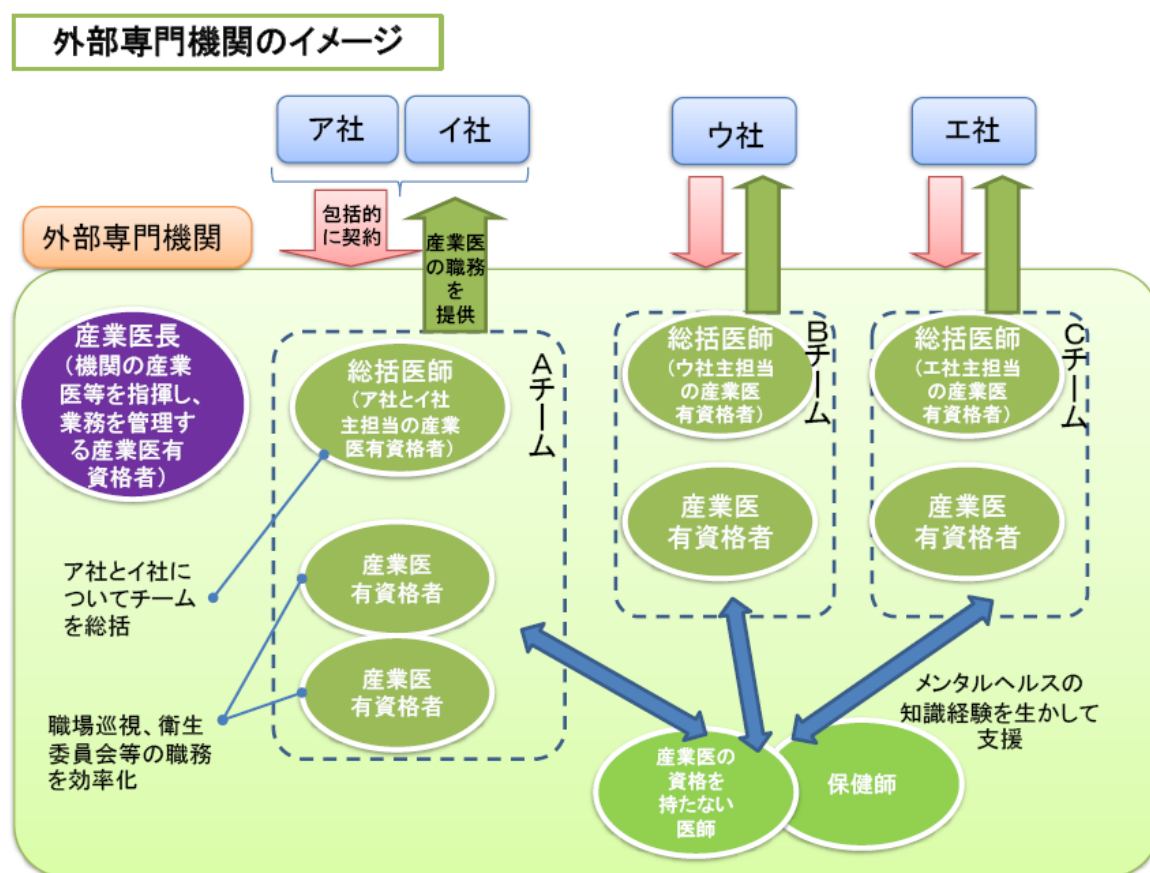 外部専門機関のイメージ
ア社
イ社
ウ社
エ社
包括的
に契約
産業医
の職務
を
提供
外部専門機関
産業医長
（機関の産業
医等を指揮し、
業務を管理す
る産業医有
資格者）
総括医師
（ア社とイ社
主担当の産業
医有資格者）
Aチーム
総括医師
（ウ社主担当
の産業医
有資格者）
Bチーム
総括医師
（エ社主担当
の産業医
有資格者）
Cチーム
産業医
有資格者
産業医
有資格者
産業医
有資格者
産業医
有資格者
ア社とイ社に
ついてチーム
を総括
職場巡視、衛生
委員会等の職務
を効率化
メンタルヘルスの
知識経験を生かして
支援
産業医の
資格を
持たない
医師
保健師